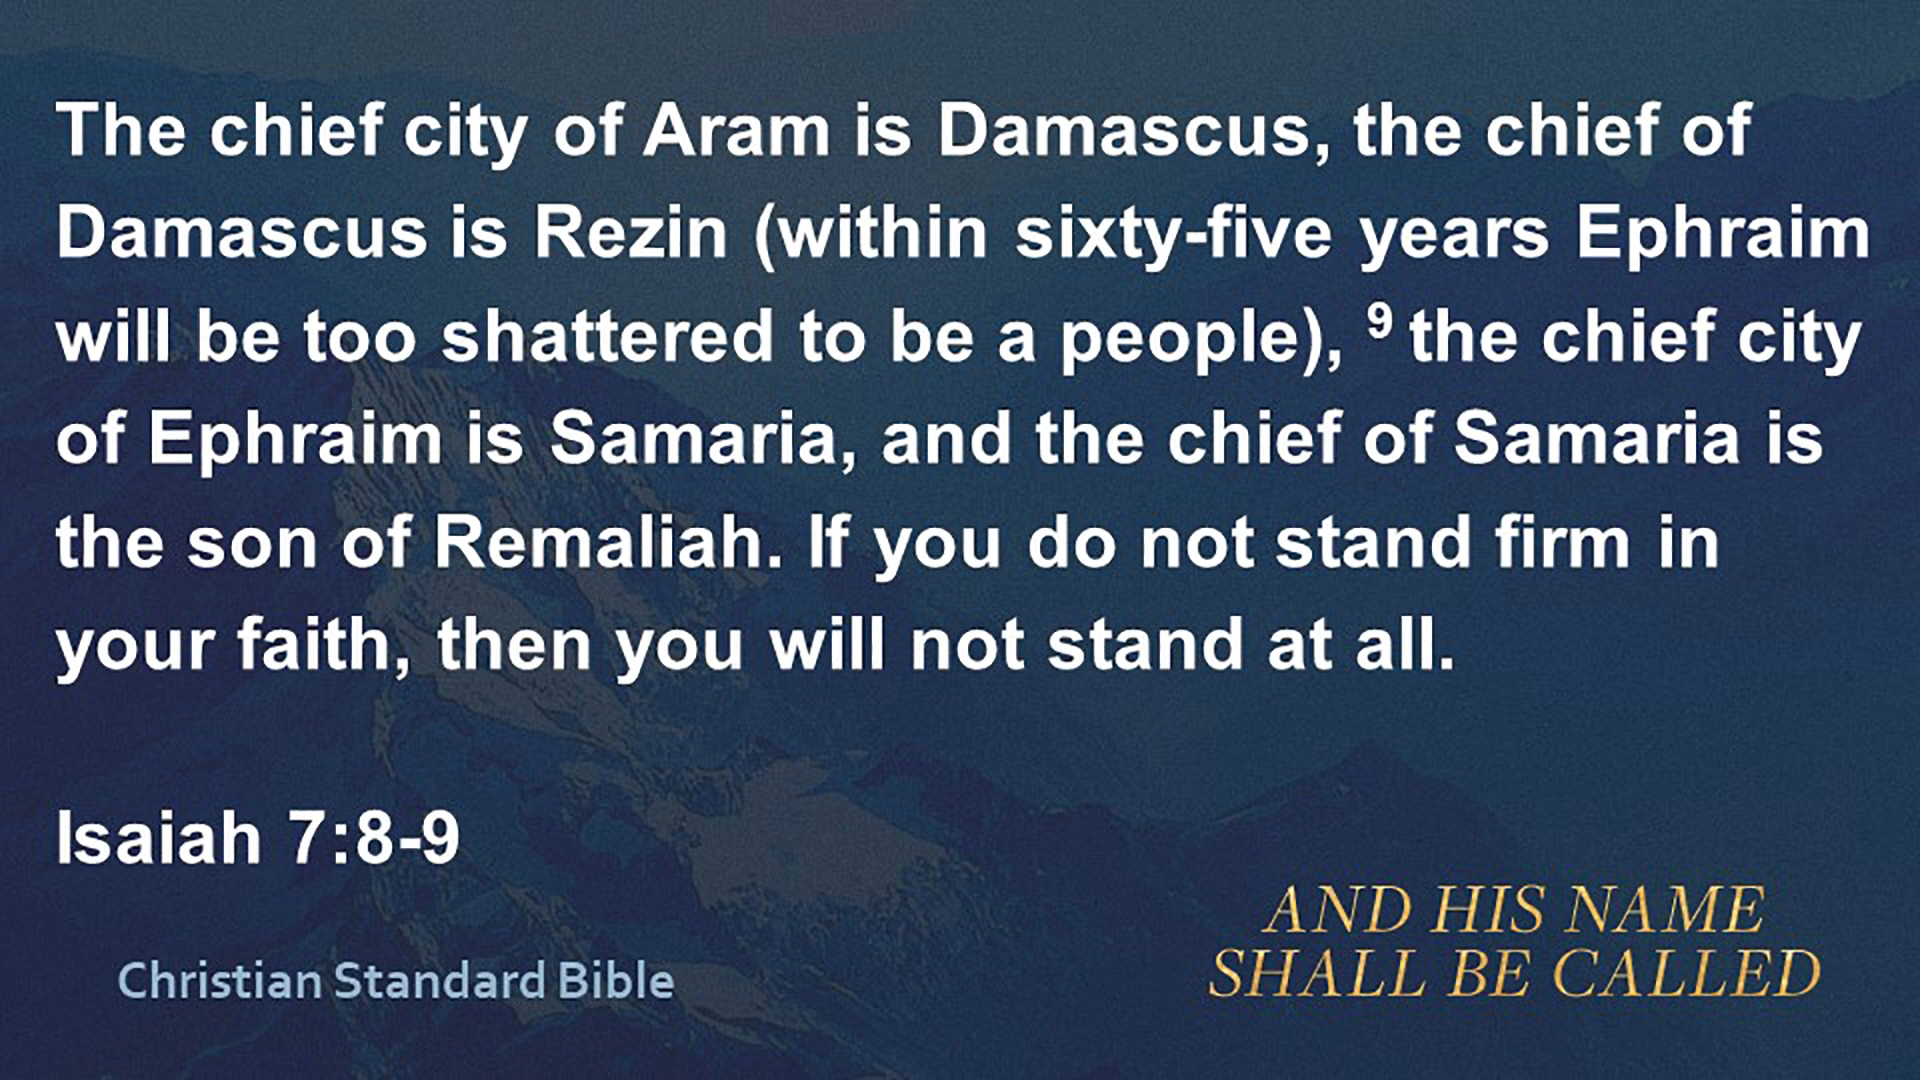 The chief city of Aram is Damascus, the chief of
Damascus is Rezin (within sixty-five years Ephraim
will be too shattered to be a people), ⁹ the chief city
of Ephraim is Samaria, and the chief of Samaria is
the son of Remaliah. If you do not stand firm in
your faith, then you will not stand at all.
Isaiah 7:8-9
Christian Standard Bible
AND HIS NAME
SHALL BE CALLED